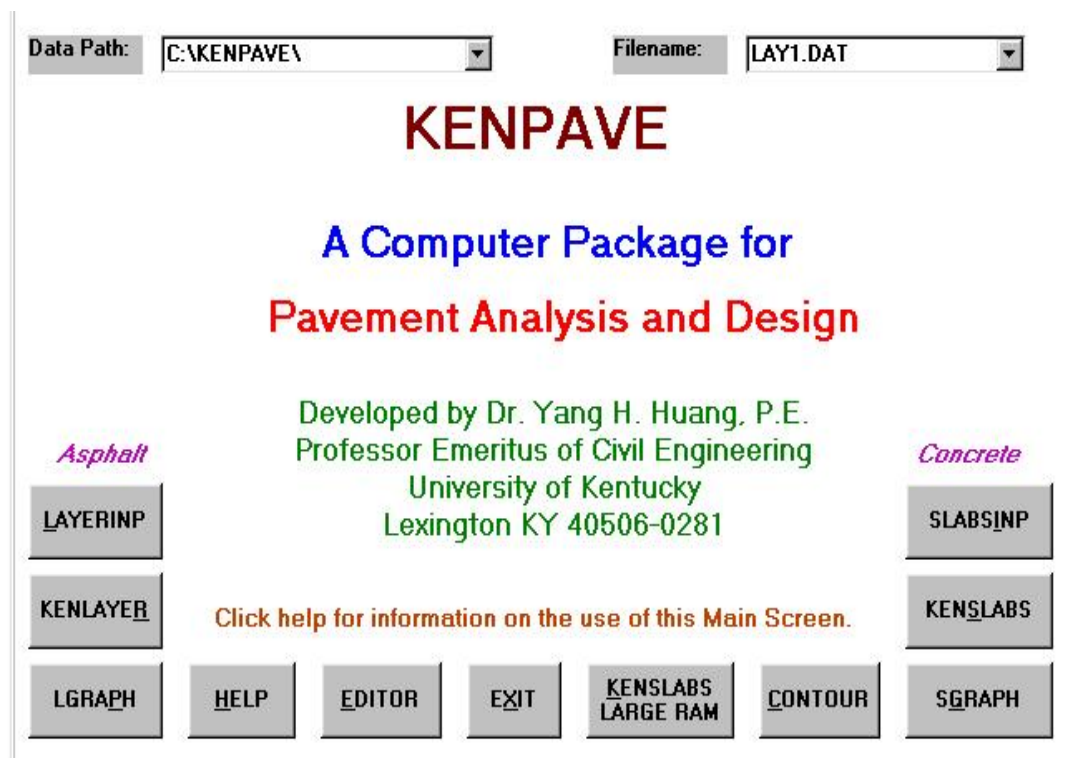 Data Path: C:\KENPAVE\ Filename: LAY1.DAT
KENPAVE
A Computer Package for
Pavement Analysis and Design
Developed by Dr. Yang H. Huang, P.E.
Professor Emeritus of Civil Engineering
University of Kentucky
Lexington KY 40506-0281
Asphalt
Concrete
LAYERINP
SLABSINP
KENLAYER
Click help for information on the use of this Main Screen.
KENSLABS
LGRAPH
HELP
EDITOR
EXIT
KENSLABS
LARGE RAM
CONTOUR
SGRAPH